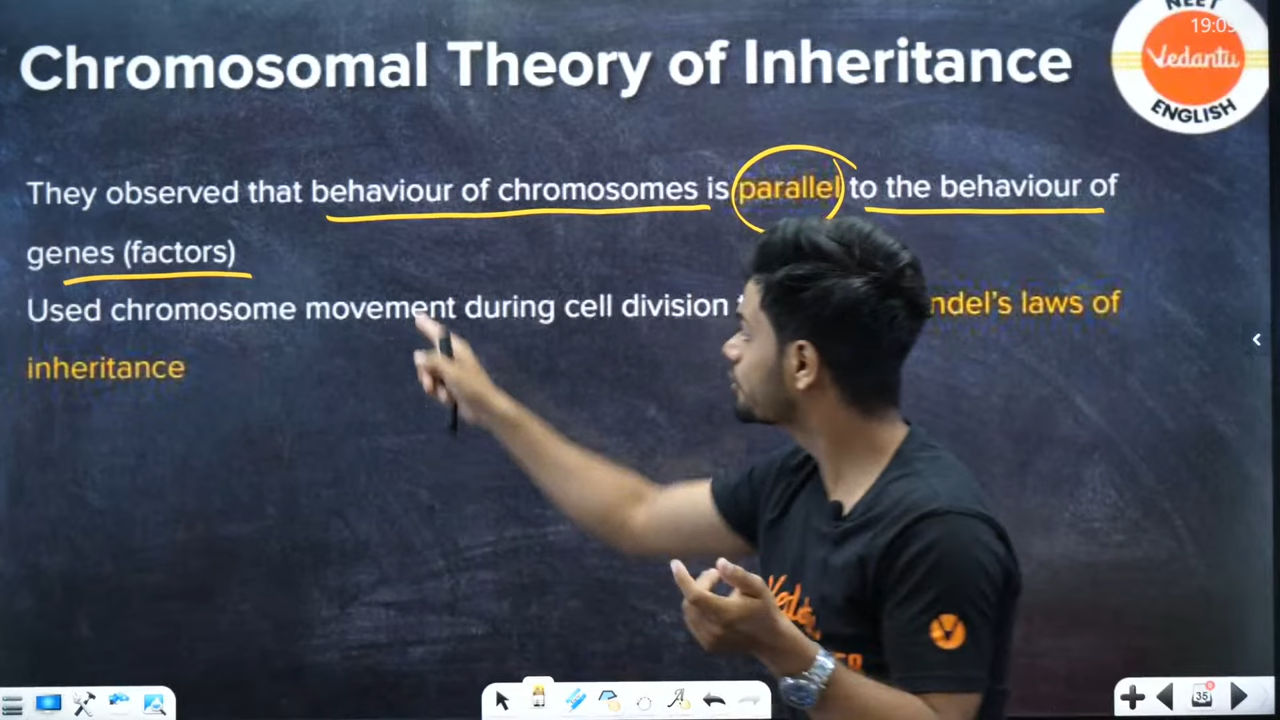 Chromosomal Theory of Inheritance
NEET
19:09
Vedantu
ENGLISH
They observed that behaviour of chromosomes is parallel to the behaviour of
genes (factors)
Used chromosome movement during cell division ndel's laws of
inheritance
35